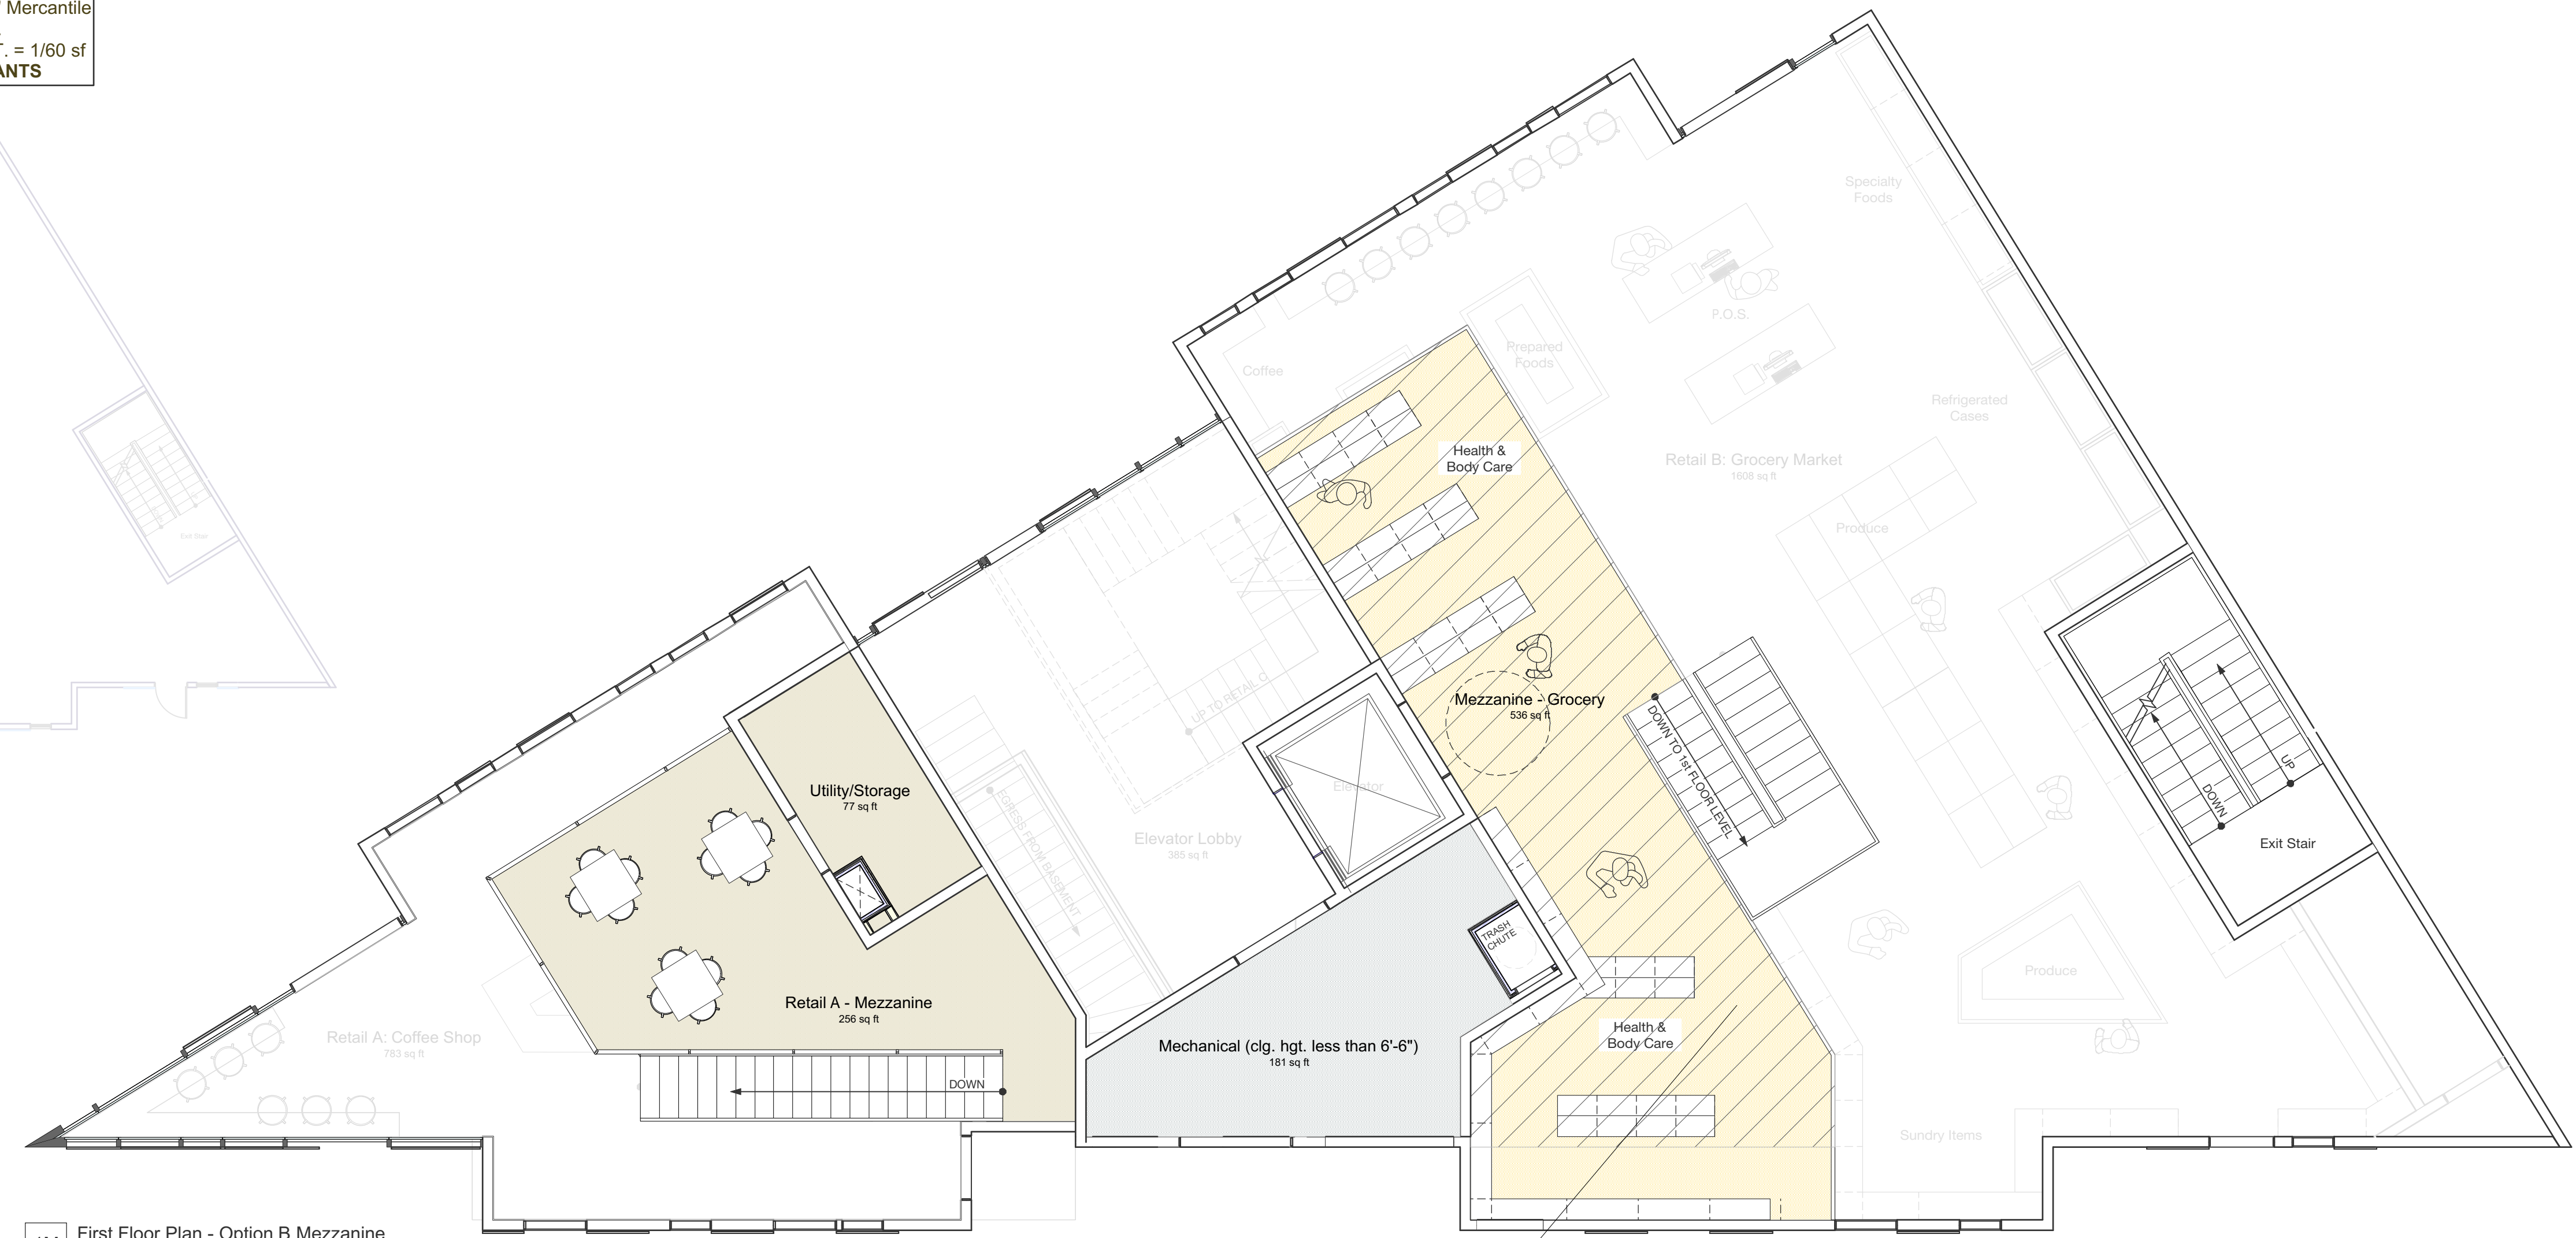 Mercantile
T. = 1/60 sf
ANTS
Exit Stair
Specialty
Foods
P.O.S.
Prepared
Foods
Coffee
Refrigerated
Cases
Health &
Body Care
Retail B: Grocery Market
1608 sq ft
Produce
UP TO RETAIL C
Mezzanine - Grocery
536 sq ft
DOWN TO 1st FLOOR LEVEL
UP
DOWN
Exit Stair
Utility/Storage
77 sq ft
EGRESS FROM BASEMENT
Elevator
Elevator Lobby
385 sq ft
TRASH
CHUTE
Produce
Retail A - Mezzanine
256 sq ft
Retail A: Coffee Shop
783 sq ft
Mechanical (clg. hgt. less than 6'-6")
181 sq ft
Health &
Body Care
DOWN
Sundry Items
First Floor Plan - Option B Mezzanine